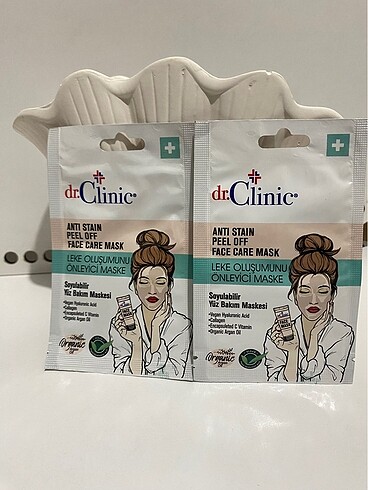 dr.Clinic®
ANTI STAIN
PEEL OFF
FACE CARE MASK
LEKE OLUŞUMUNU
ÖNLEYİCİ MASKE
Soyulabilir
Yüz Bakım Maskesi
•Vegan Hyaluronic Acid
•Collagen
•Encapsulated C Vitamin
•Organic Argan Oil
Organic
dr.Clinic®
ANTI STAIN
PEEL OFF
FACE CARE MASK
LEKE OLUŞUMUNU
ÖNLEYİCİ MASKE
Soyulabilir
Yüz Bakım Maskesi
•Vegan Hyaluronic Acid
•Collagen
•Encapsulated C Vitamin
•Organic Argan Oil
Organic